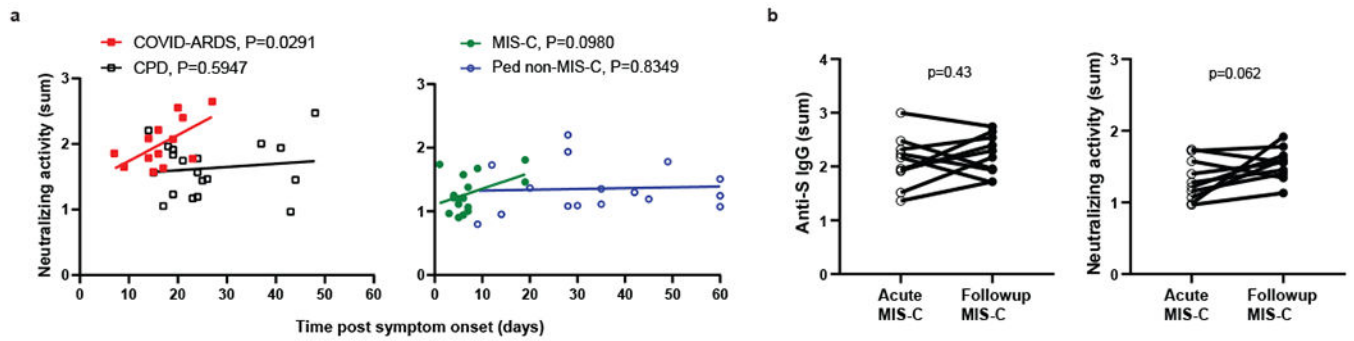 a
COVID-ARDS, P=0.0291
CPD, P=0.5947
MIS-C, P=0.0980
Ped non-MIS-C, P=0.8349
Neutralizing activity (sum)
3
2
1
0
0 10 20 30 40 50 60
3
2
1
0
0 10 20 30 40 50 60
Time post symptom onset (days)
b
p=0.43
Anti-S IgG (sum)
4
3
2
1
0
Acute Followup
MIS-C MIS-C
p=0.062
Neutralizing activity (sum)
3
2
1
0
Acute Followup
MIS-C MIS-C